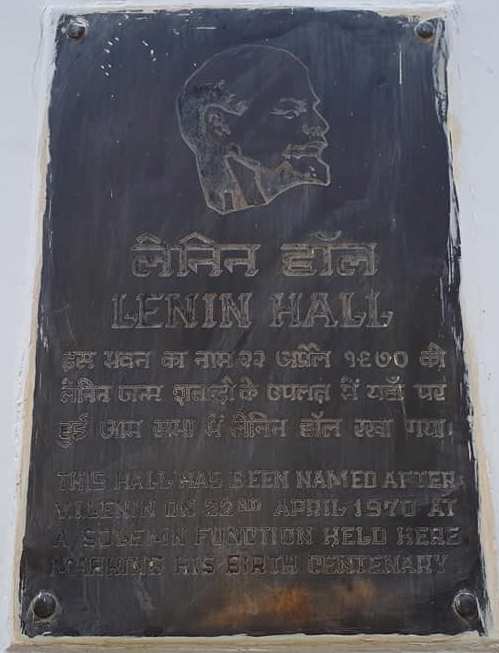 लेनिन हॉल
LENIN HALL
इस भवन का नाम २२ अप्रैल १९७० को
लेनिन जन्म शताब्दी के उपलक्ष में यहाँ पर
हुई आम सभा में लेनिन हॉल रखा गया।
THIS HALL WAS BEEN NAMED AFTER
V.I. LENIN ON 22ND APRIL 1970 AT
A SOLEMN FUNCTION HELD HERE
MARKING HIS BIRTH CENTENARY